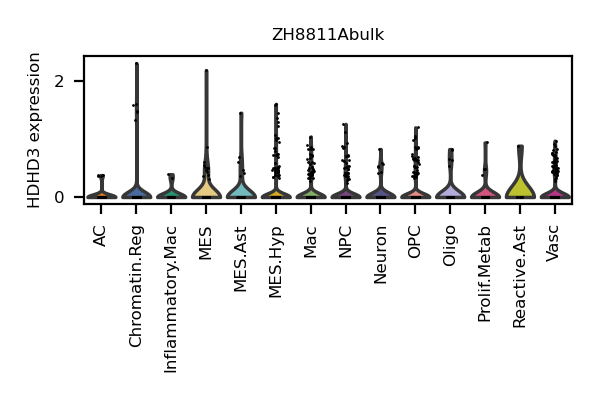 ZH8811Abulk
HDHD3 expression
2
0
AC
Chromatin.Reg
Inflammatory.Mac
MES
MES.Ast
MES.Hyp
Mac
NPC
Neuron
OPC
Oligo
Prolif.Metab
Reactive.Ast
Vasc